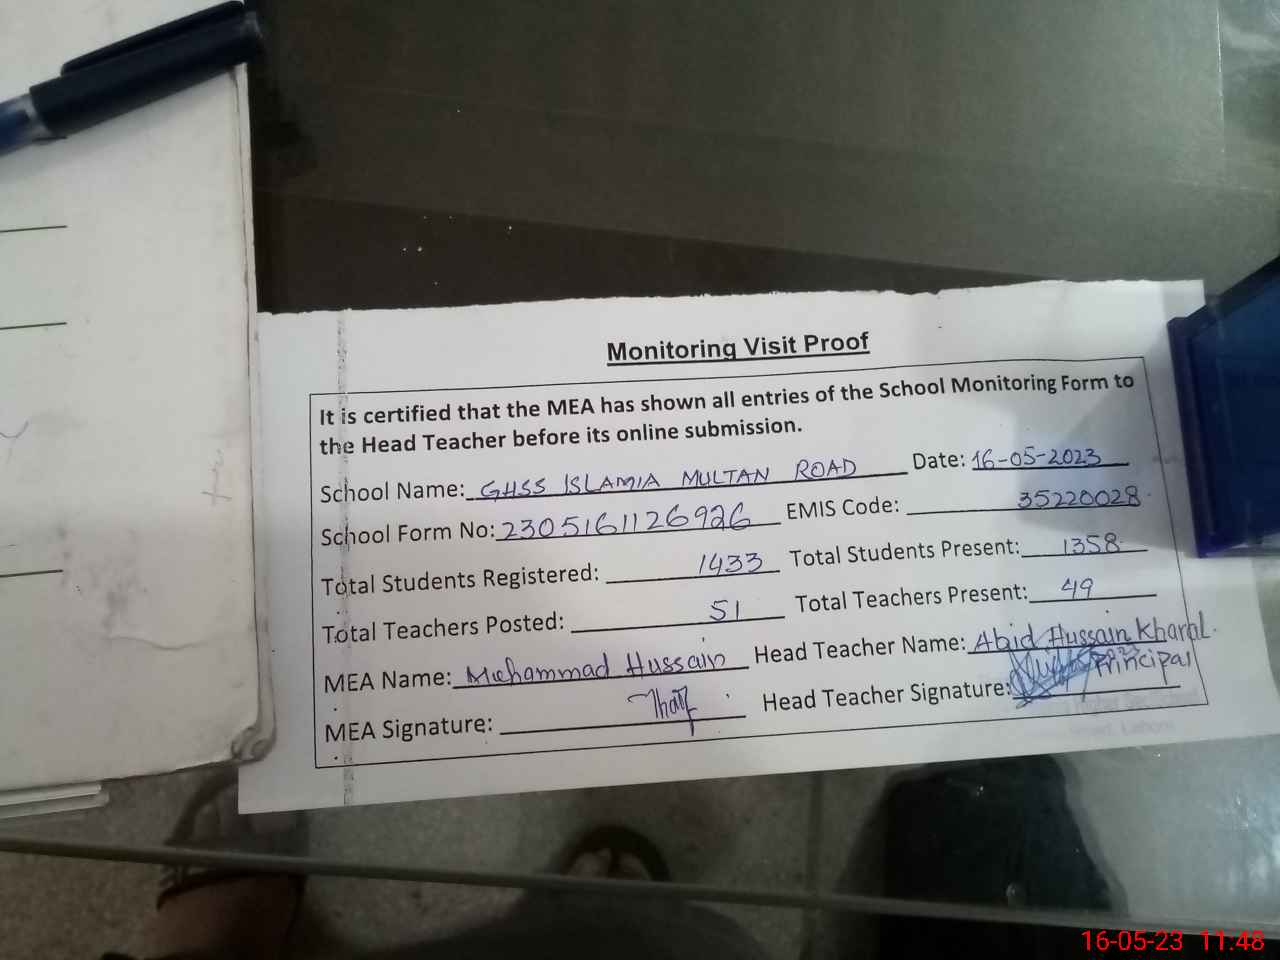 Monitoring Visit Proof
It is certified that the MEA has shown all entries of the School Monitoring Form to
the Head Teacher before its online submission.
School Name: GHSS ISLAMIA MULTAN ROAD Date: 16-05-2023
School Form No: 2305161126926 EMIS Code: 35220028
Total Students Registered: 1433 Total Students Present: 1358
Total Teachers Posted: 51 Total Teachers Present: 49
MEA Name: Muhammad Hussain Head Teacher Name: Abid Hussain Kharal.
MEA Signature: Head Teacher Signature: Principal
16-05-23 11:48